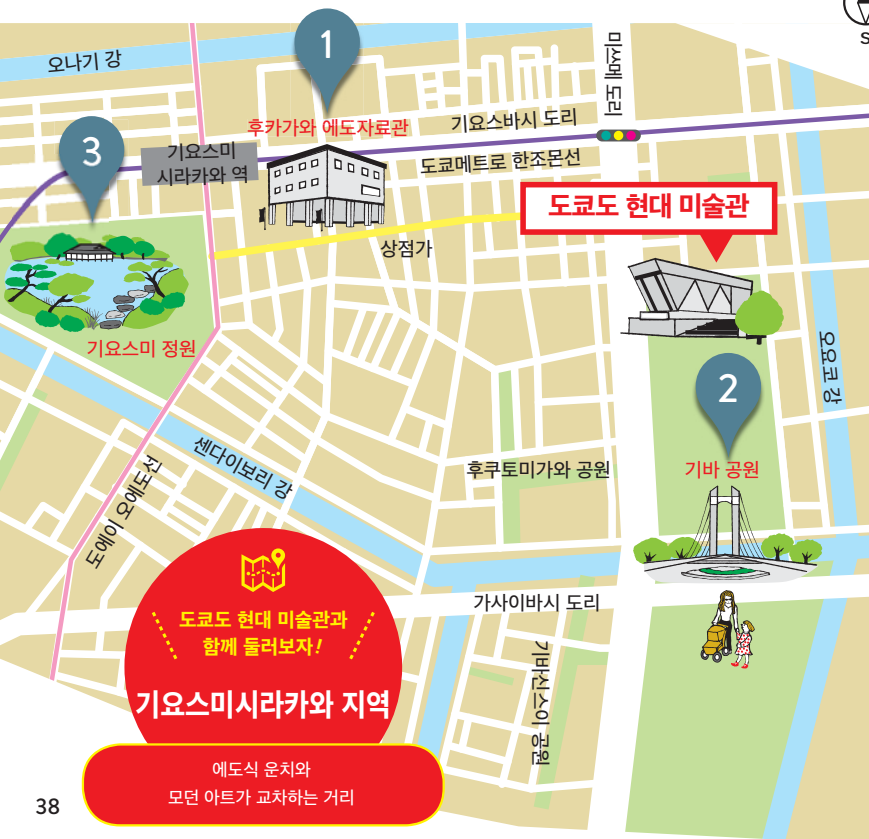 S
오나기 강
1
미쓰메 도리
후카가와 에도자료관
기요스바시 도리
3
기요스미
시라카와 역
도쿄메트로 한조몬선
도쿄도 현대 미술관
상점가
기요스미 정원
오요코 강
2
센다이보리 강
후쿠토미가와 공원
기바 공원
도에이 오에도선
가사이바시 도리
기바신스이 공원
도쿄도 현대 미술관과
함께 둘러보자!
기요스미시라카와 지역
에도식 운치와
모던 아트가 교차하는 거리
38